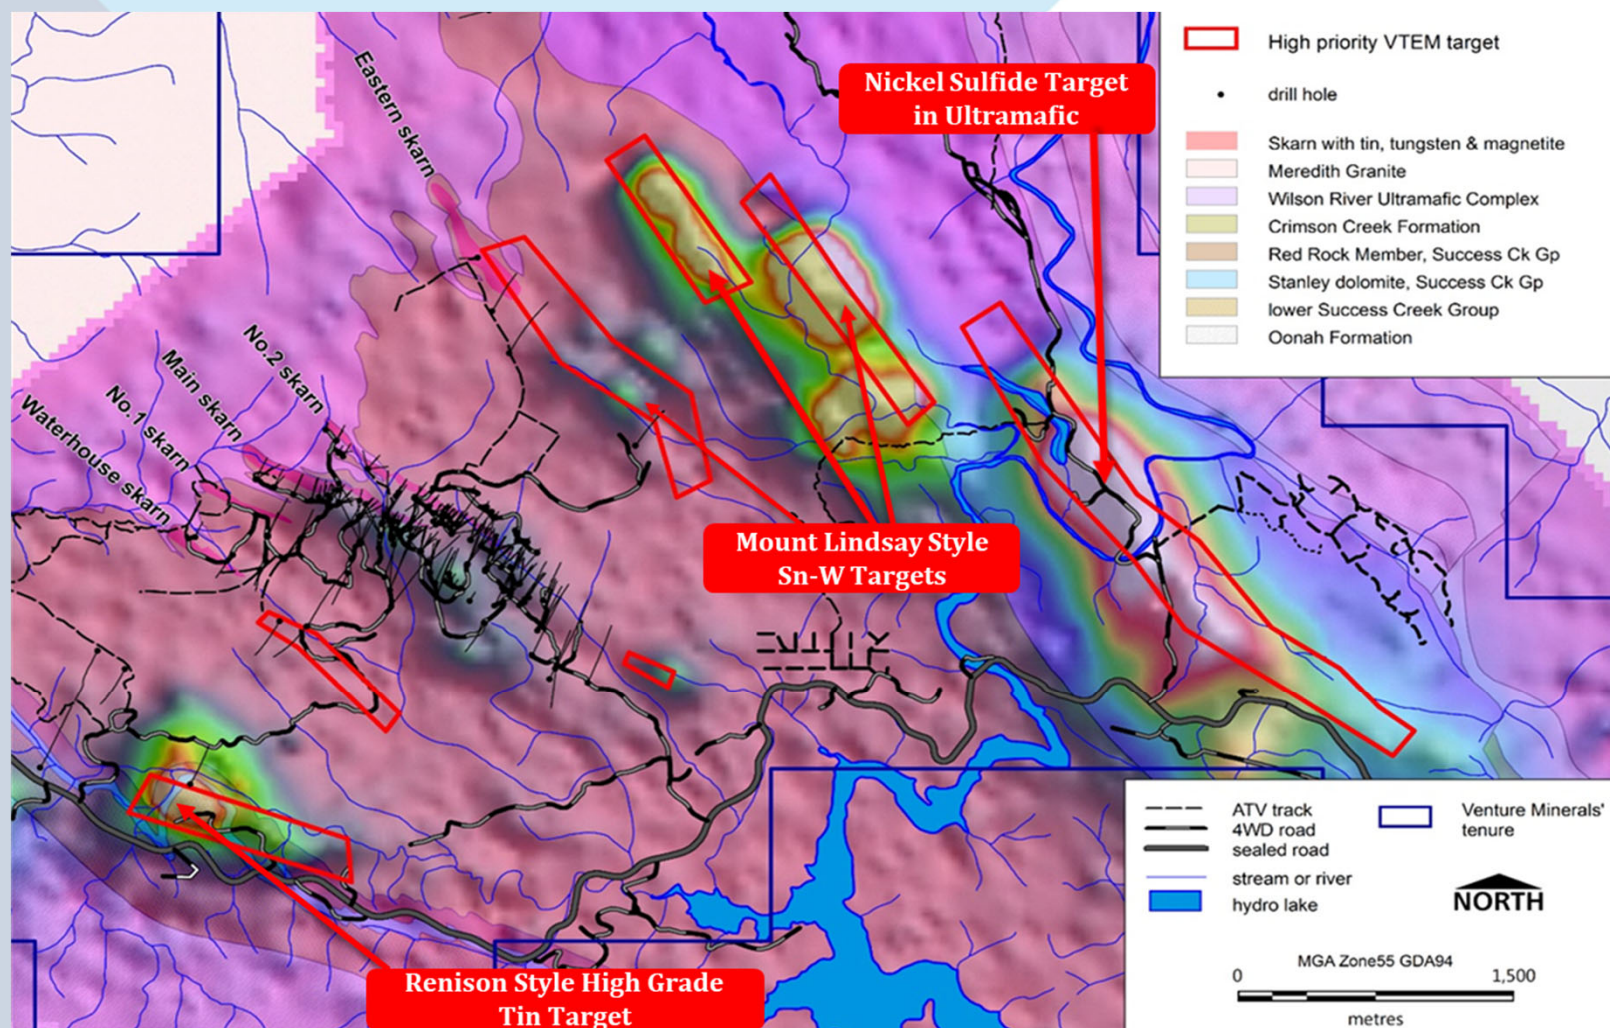 Eastern skarn
No.2 skarn
Main skarn
No.1 skarn
Waterhouse skarn
Nickel Sulfide Target
in Ultramafic
Mount Lindsay Style
Sn-W Targets
Renison Style High Grade
Tin Target
High priority VTEM target
drill hole
Skarn with tin, tungsten & magnetite
Meredith Granite
Wilson River Ultramafic Complex
Crimson Creek Formation
Red Rock Member, Success Ck Gp
Stanley dolomite, Success Ck Gp
lower Success Creek Group
Oonah Formation
ATV track
4WD road
sealed road
stream or river
hydro lake
Venture Minerals'
tenure
NORTH
MGA Zone55 GDA94
0 1,500
metres